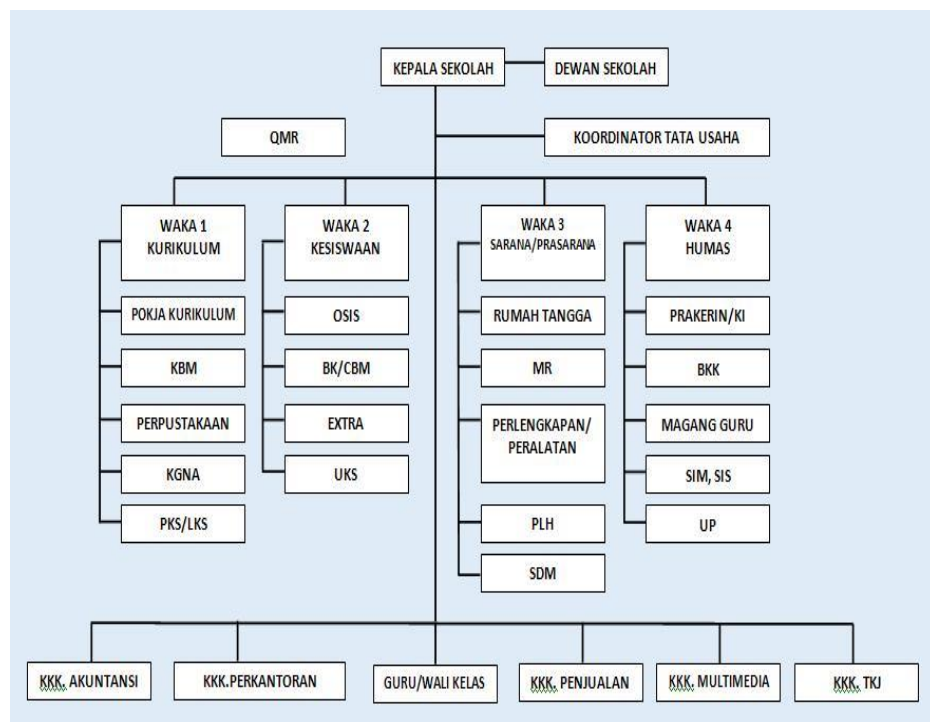 KEPALA SEKOLAH
DEWAN SEKOLAH
QMR
KOORDINATOR TATA USAHA
WAKA 1
KURIKULUM
WAKA 2
KESISWAAN
WAKA 3
SARANA/PRASARANA
WAKA 4
HUMAS
POKJA KURIKULUM
OSIS
RUMAH TANGGA
PRAKERIN/KI
KBM
BK/CBM
MR
BKK
PERPUSTAKAAN
EXTRA
PERLENGKAPAN/
PERALATAN
MAGANG GURU
KGNA
UKS
SIM, SIS
PKS/LKS
PLH
UP
SDM
KKK. AKUNTANSI
KKK.PERKANTORAN
GURU/WALI KELAS
KKK. PENJUALAN
KKK. MULTIMEDIA
KKK. TKJ